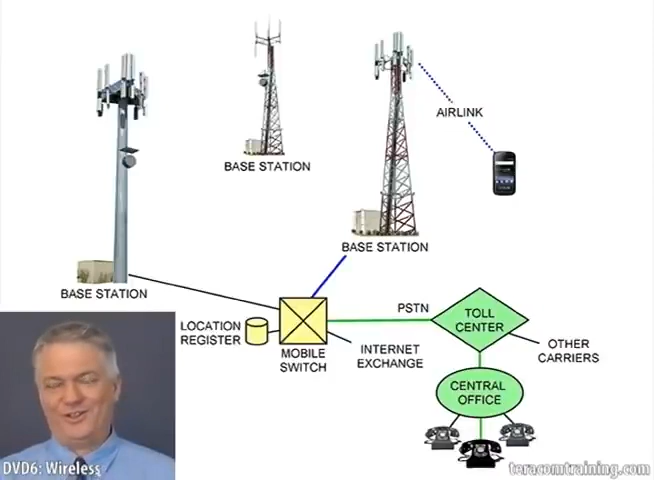 AIRLINK
BASE STATION
BASE STATION
BASE STATION
LOCATION
REGISTER
MOBILE
SWITCH
INTERNET
EXCHANGE
PSTN
TOLL
CENTER
OTHER
CARRIERS
CENTRAL
OFFICE
DVD6: Wireless
teracomtraining.com